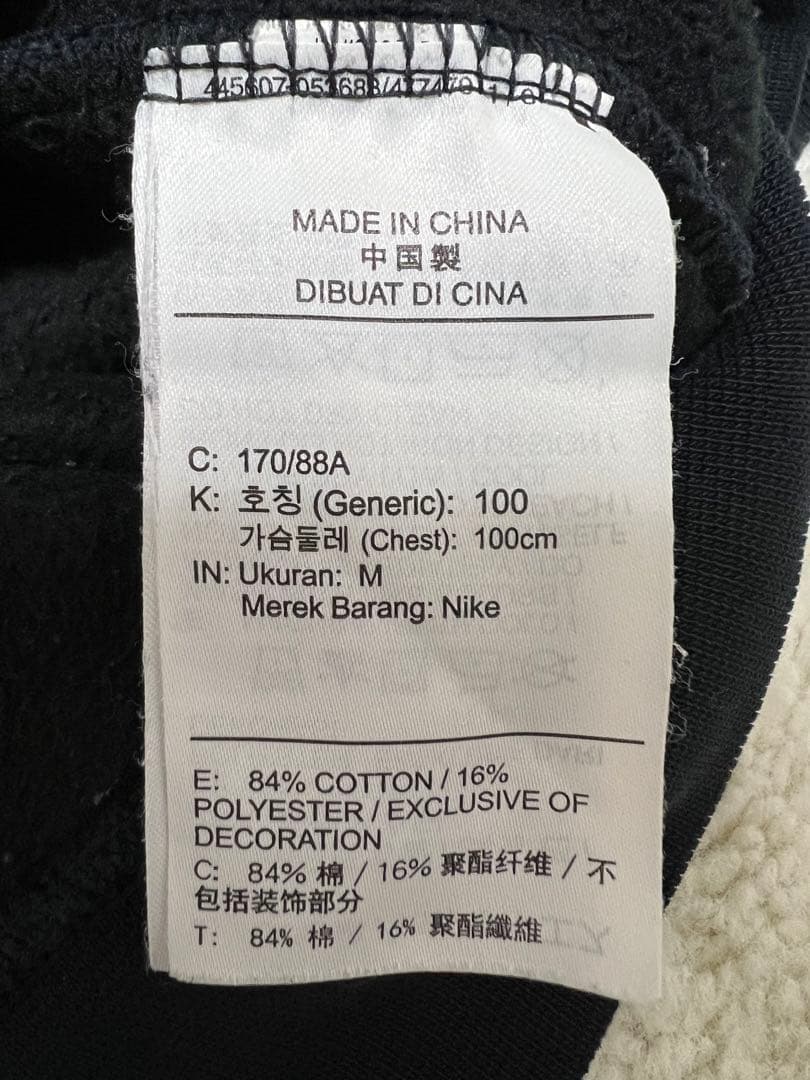 MADE IN CHINA
中国製
DIBUAT DI CINA
C: 170/88A
K: 호칭 (Generic): 100
가슴둘레 (Chest): 100cm
IN: Ukuran: M
Merek Barang: Nike
E: 84% COTTON / 16%
POLYESTER / EXCLUSIVE OF
DECORATION
C: 84% 棉 / 16% 聚酯纤维 / 不
包括装饰部分
T: 84% 棉 / 16% 聚酯纖維